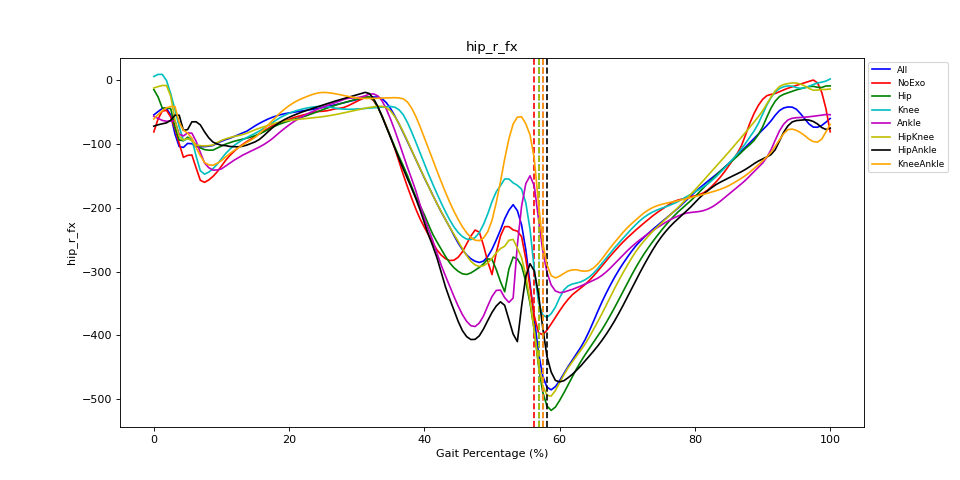 hip_r_fx
0
−100
−200
−300
−400
−500
hip_r_fx
0 20 40 60 80 100
Gait Percentage (%)
All
NoExo
Hip
Knee
Ankle
HipKnee
HipAnkle
KneeAnkle